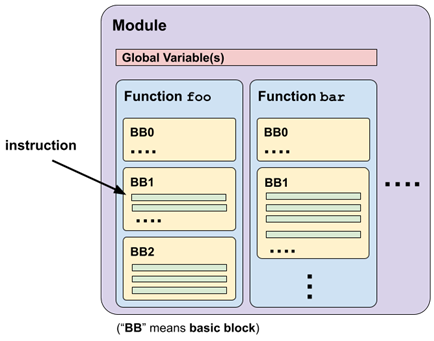 Module
Global Variable(s)
Function foo
Function bar
BB0
....
BB0
....
instruction
BB1
....
BB1
....
....
BB2
("BB" means basic block)